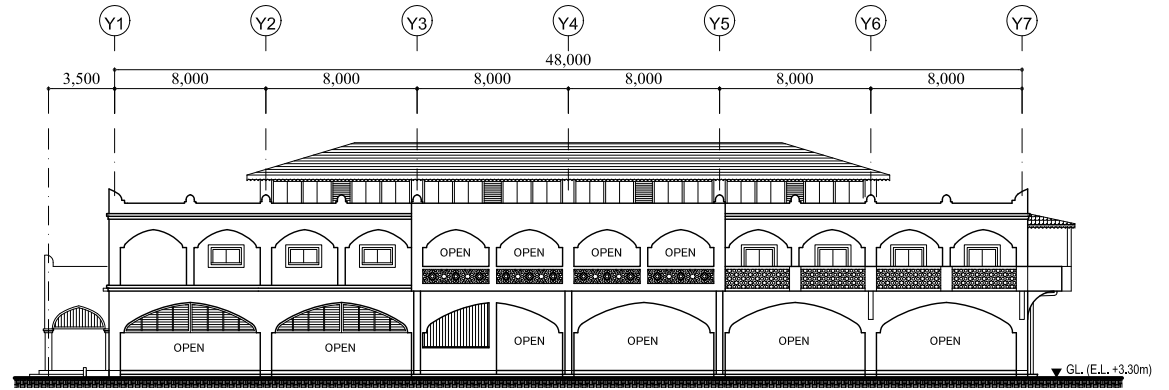 Y1 Y2 Y3 Y4 Y5 Y6 Y7
48,000
3,500 8,000 8,000 8,000 8,000 8,000 8,000
OPEN OPEN OPEN OPEN
OPEN OPEN OPEN OPEN OPEN OPEN
GL. (E.L. +3.30m)